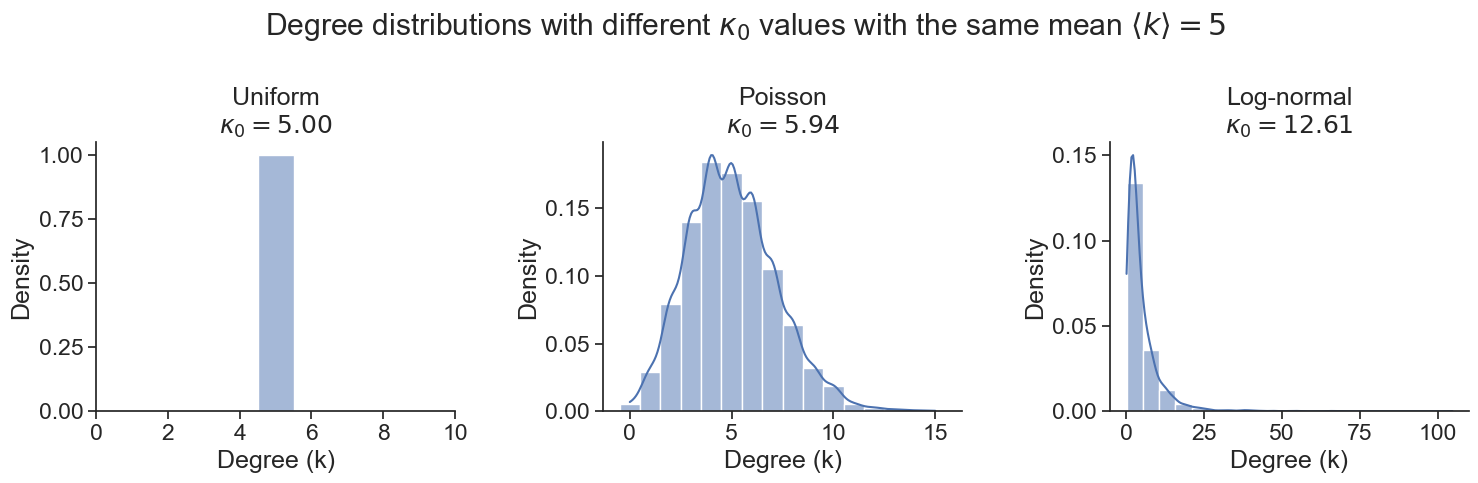 Degree distributions with different κ₀ values with the same mean ⟨k⟩ = 5
Uniform
κ₀ = 5.00
Density
1.00
0.75
0.50
0.25
0.00
0 2 4 6 8 10
Degree (k)
Poisson
κ₀ = 5.94
Density
0.15
0.10
0.05
0.00
0 5 10 15
Degree (k)
Log-normal
κ₀ = 12.61
Density
0.15
0.10
0.05
0.00
0 25 50 75 100
Degree (k)